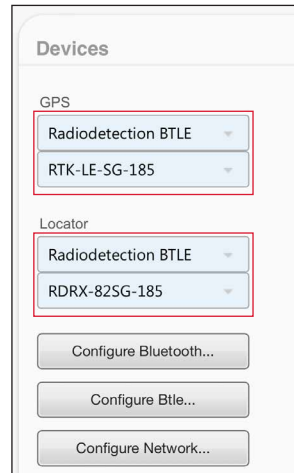 Devices
GPS
Radiodetection BTLE
RTK-LE-SG-185
Locator
Radiodetection BTLE
RDRX-82SG-185
Configure Bluetooth...
Configure Btle...
Configure Network...